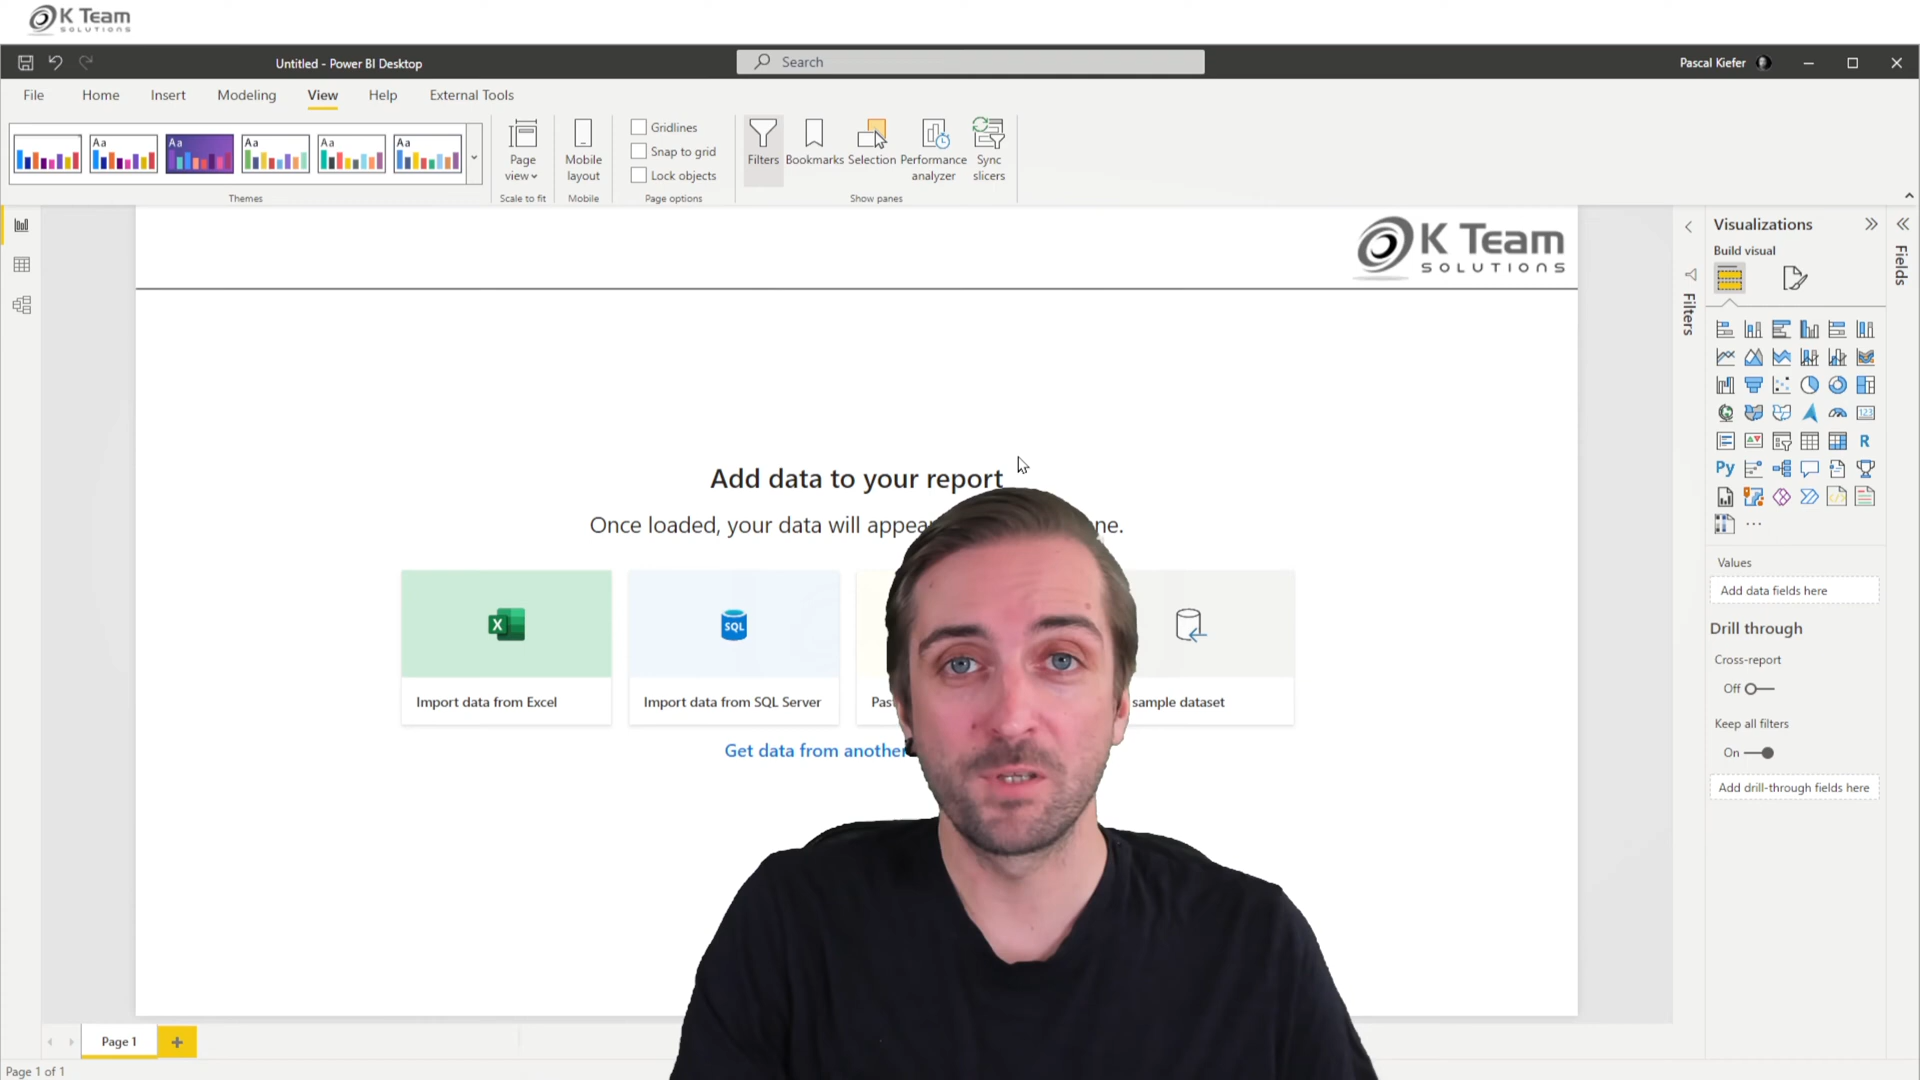 K Team
SOLUTIONS
Untitled - Power BI Desktop
Search
Pascal Kiefer
File Home Insert Modeling View Help External Tools
Aa Aa Aa Aa Aa
Themes
Page view
Scale to fit
Mobile layout
Mobile
Gridlines
Snap to grid
Lock objects
Page options
Filters
Bookmarks
Selection
Performance analyzer
Sync slicers
Show panes
K Team
SOLUTIONS
Add data to your report
Once loaded, your data will appea ne.
X
SQL
Import data from Excel
Import data from SQL Server
Pas
sample dataset
Get data from another
Filters
Visualizations
Build visual
123
R
Py
Values
Add data fields here
Drill through
Cross-report
Off
Keep all filters
On
Add drill-through fields here
Fields
Page 1
Page 1 of 1